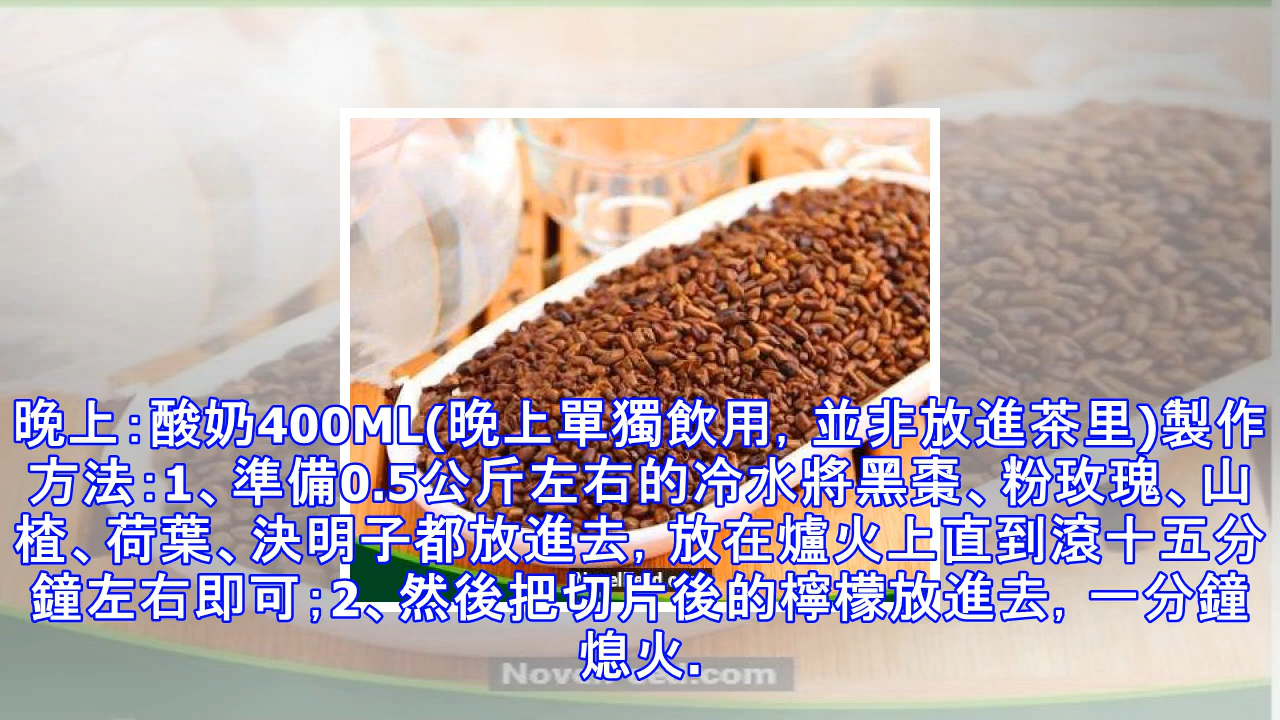 晚上:酸奶400ML(晚上單獨飲用, 並非放進茶里)製作
方法:1、準備0.5公斤左右的冷水將黑棗、粉玫瑰、山
楂、荷葉、決明子都放進去, 放在爐火上直到滾十五分
鐘左右即可;2、然後把切片後的檸檬放進去, 一分鐘
熄火.